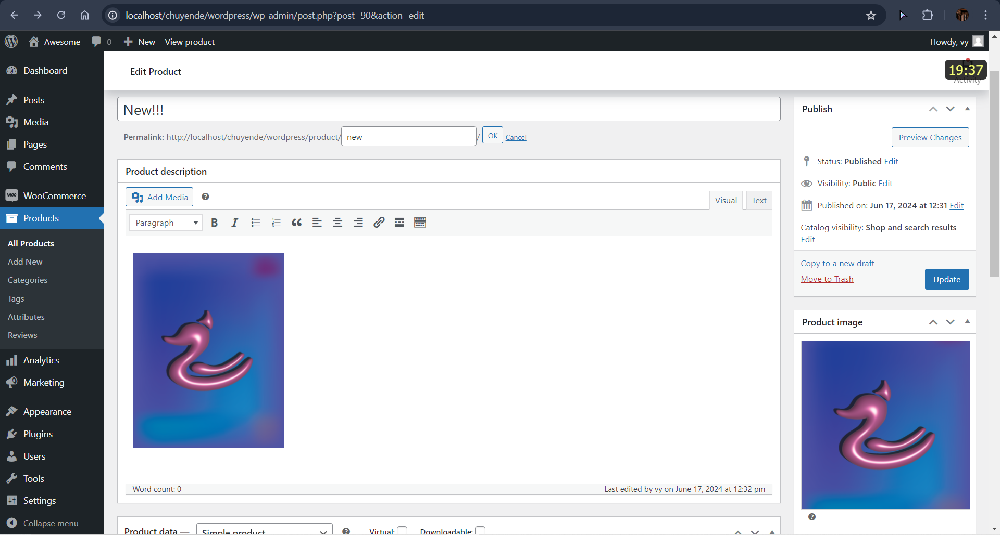 localhost/chuyende/wordpress/wp-admin/post.php?post=90&action=edit
Awesome 0 New View product Howdy, vy
Dashboard
Posts
Media
Pages
Comments
WooCommerce
Products
All Products
Add New
Categories
Tags
Attributes
Reviews
Analytics
Marketing
Appearance
Plugins
Users
Tools
Settings
Collapse menu
Edit Product
19:37
Activity
New!!!
Permalink: http://localhost/chuyende/wordpress/product/ new / OK Cancel
Product description
Add Media
Visual Text
Paragraph
Word count: 0
Last edited by vy on June 17, 2024 at 12:32 pm
Product data — Simple product Virtual: Downloadable:
Publish
Preview Changes
Status: Published Edit
Visibility: Public Edit
Published on: Jun 17, 2024 at 12:31 Edit
Catalog visibility: Shop and search results
Edit
Copy to a new draft
Move to Trash
Update
Product image